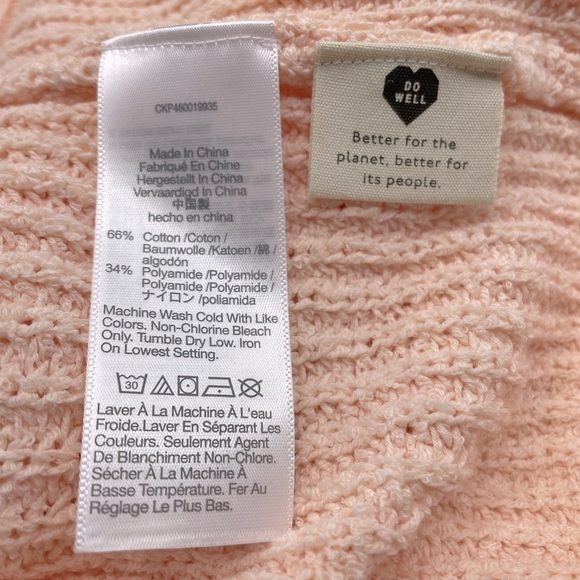 CKP460019935
Made In China
Fabriqué En Chine
Hergestellt In China
Vervaardigd In China
中国製
hecho en china
66% Cotton /Coton /
Baumwolle /Katoen /綿 /
algodón
34% Polyamide /Polyamide /
Polyamide /Polyamide /
ナイロン /poliamida
Machine Wash Cold With Like
Colors. Non-Chlorine Bleach
Only. Tumble Dry Low. Iron
On Lowest Setting.
30
Laver À La Machine À L'eau
Froide.Laver En Séparant Les
Couleurs. Seulement Agent
De Blanchiment Non-Chlorin.
Sécher À La Machine À
Basse Température. Fer Au
Réglage Le Plus Bas.
DO
WELL
Better for the
planet, better for
its people.